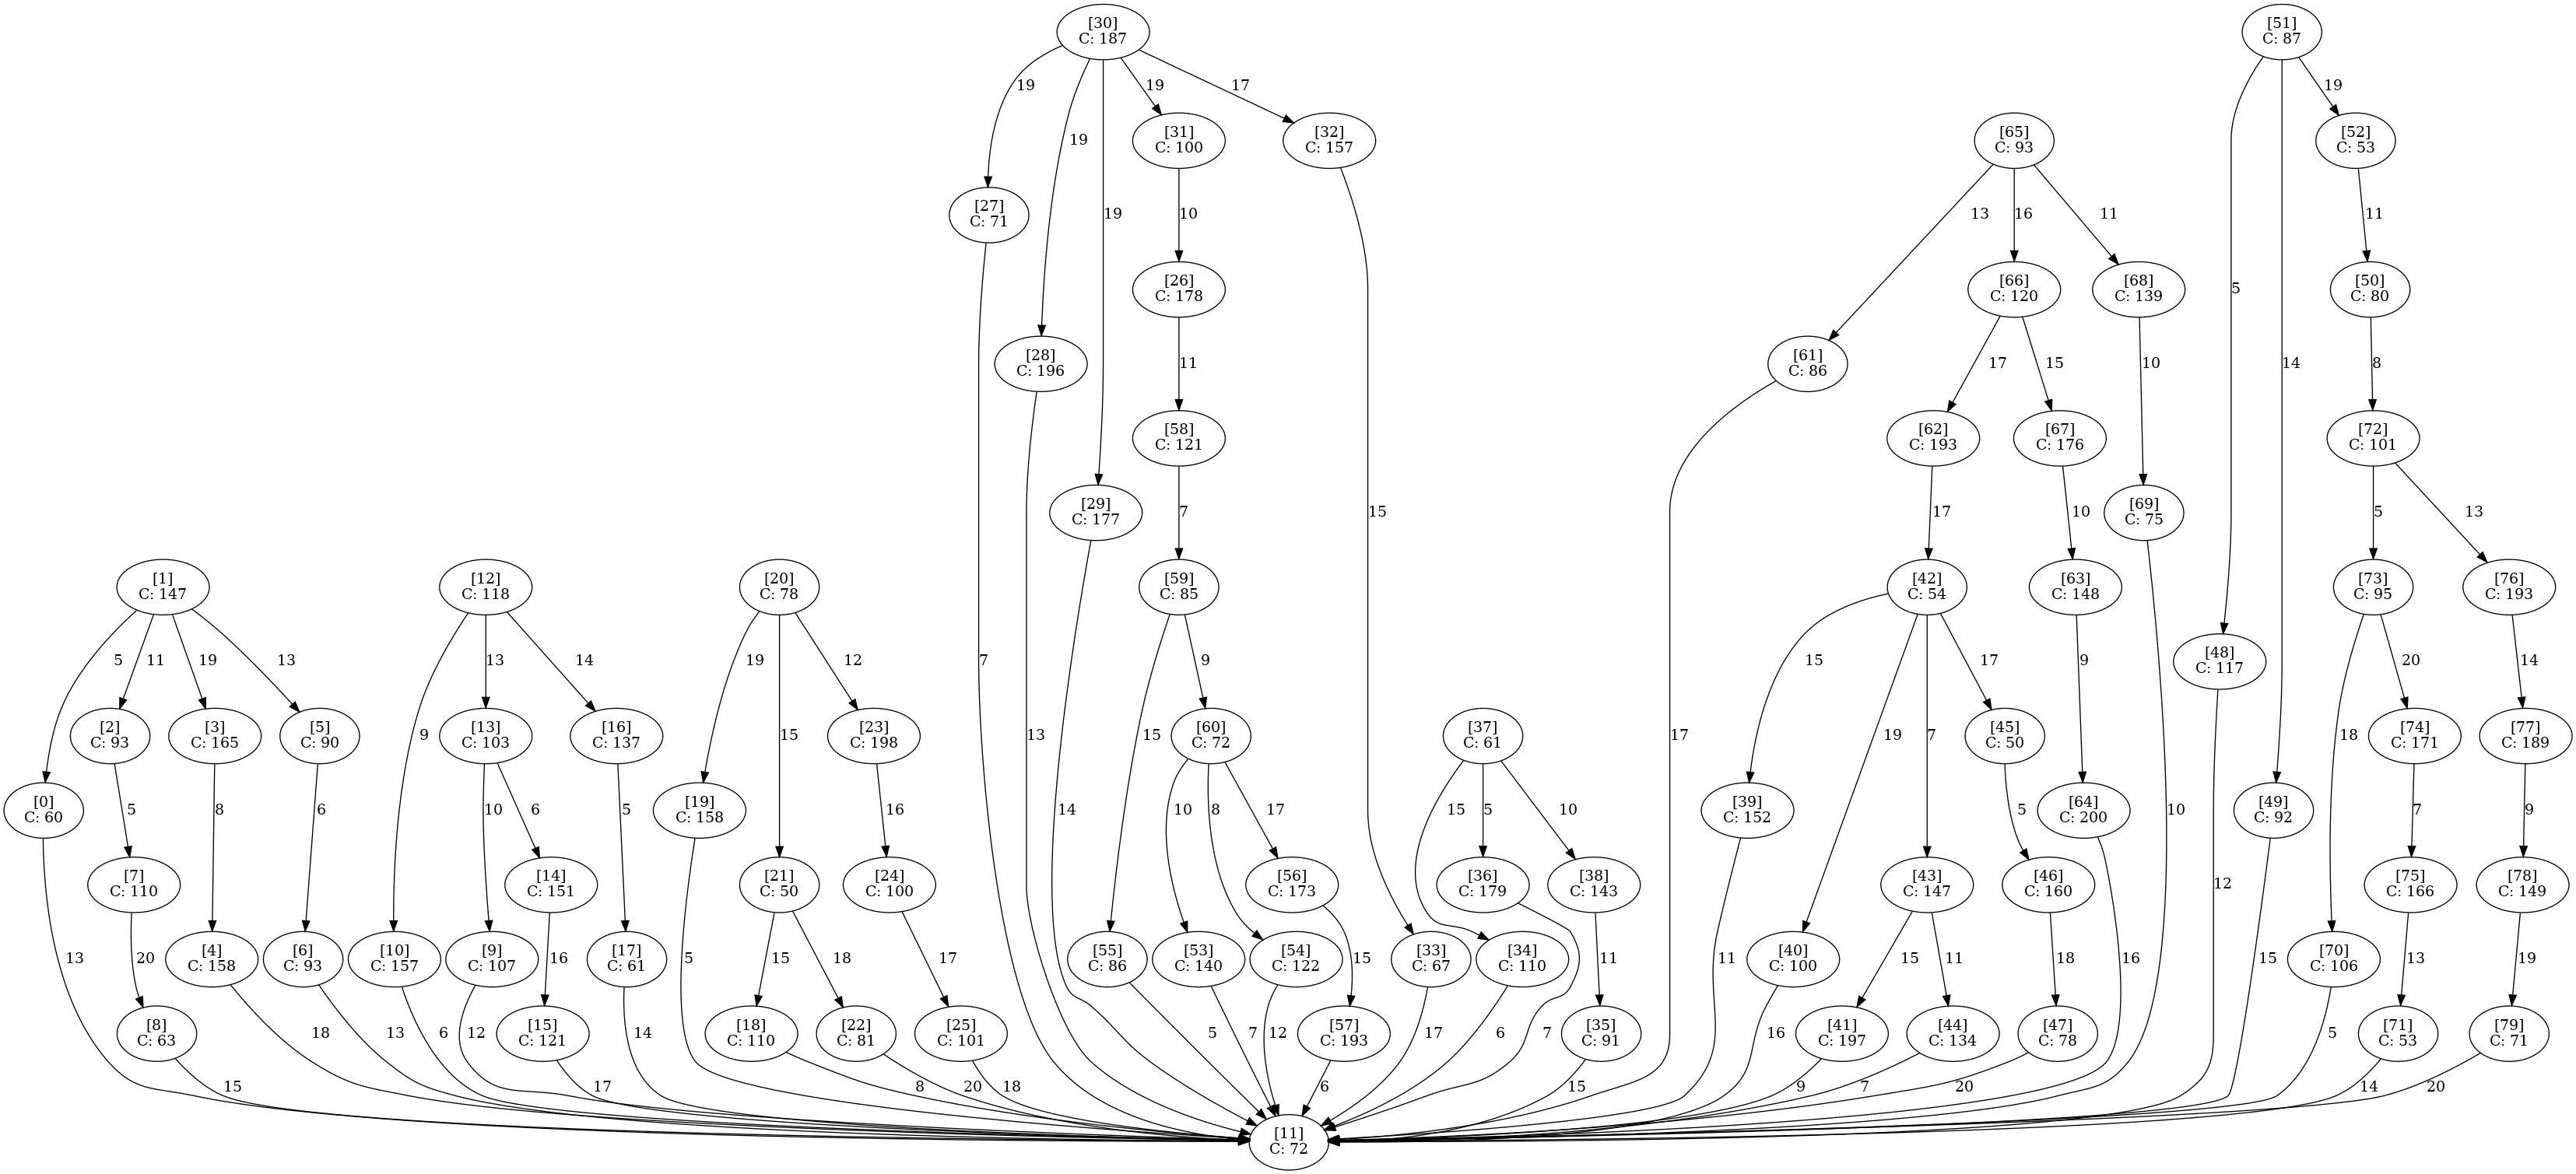 [30]
C: 187
[51]
C: 87
19
19
19
19
17
5
14
19
[31]
C: 100
[32]
C: 157
[65]
C: 93
[52]
C: 53
[27]
C: 71
10
13
16
11
11
[26]
C: 178
[66]
C: 120
[68]
C: 139
[50]
C: 80
[28]
C: 196
11
[61]
C: 86
17
15
10
8
[58]
C: 121
[62]
C: 193
[67]
C: 176
[72]
C: 101
[29]
C: 177
7
15
17
10
[69]
C: 75
5
13
[1]
C: 147
[12]
C: 118
[20]
C: 78
[59]
C: 85
[42]
C: 54
[63]
C: 148
[73]
C: 95
[76]
C: 193
5
11
19
13
9
13
14
19
15
12
7
9
15
17
9
[48]
C: 117
20
14
[2]
C: 93
[3]
C: 165
[5]
C: 90
[13]
C: 103
[16]
C: 137
[23]
C: 198
13
14
15
[60]
C: 72
[37]
C: 61
17
19
7
[45]
C: 50
18
[74]
C: 171
[77]
C: 189
[0]
C: 60
5
8
6
10
6
5
[19]
C: 158
16
10
8
17
15
5
10
[39]
C: 152
5
[64]
C: 200
10
[49]
C: 92
7
9
[7]
C: 110
[14]
C: 151
[21]
C: 50
[24]
C: 100
[56]
C: 173
[36]
C: 179
[38]
C: 143
[43]
C: 147
[46]
C: 160
12
[75]
C: 166
[78]
C: 149
13
20
[4]
C: 158
[6]
C: 93
[10]
C: 157
[9]
C: 107
16
[17]
C: 61
5
15
18
17
[55]
C: 86
[53]
C: 140
[54]
C: 122
15
[33]
C: 67
[34]
C: 110
11
11
[40]
C: 100
15
11
18
16
15
[70]
C: 106
13
19
[8]
C: 63
18
13
6
12
[15]
C: 121
14
[18]
C: 110
[22]
C: 81
[25]
C: 101
5
7
12
[57]
C: 193
17
6
7
[35]
C: 91
16
[41]
C: 197
[44]
C: 134
[47]
C: 78
5
[71]
C: 53
[79]
C: 71
15
17
8
20
18
6
15
9
7
20
14
20
[11]
C: 72